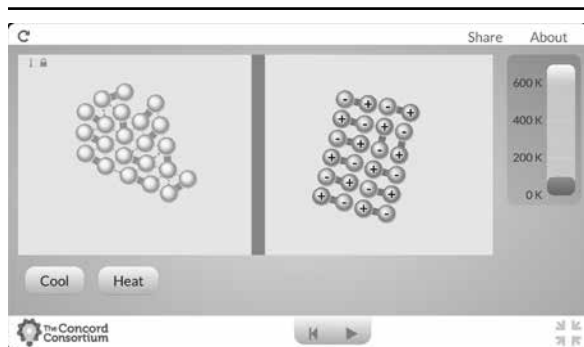 Share About
600 K
400 K
200 K
0 K
- + - +
+ - + -
- + - +
+ - + -
- + - +
+ - + -
Cool Heat
The Concord
Consortium